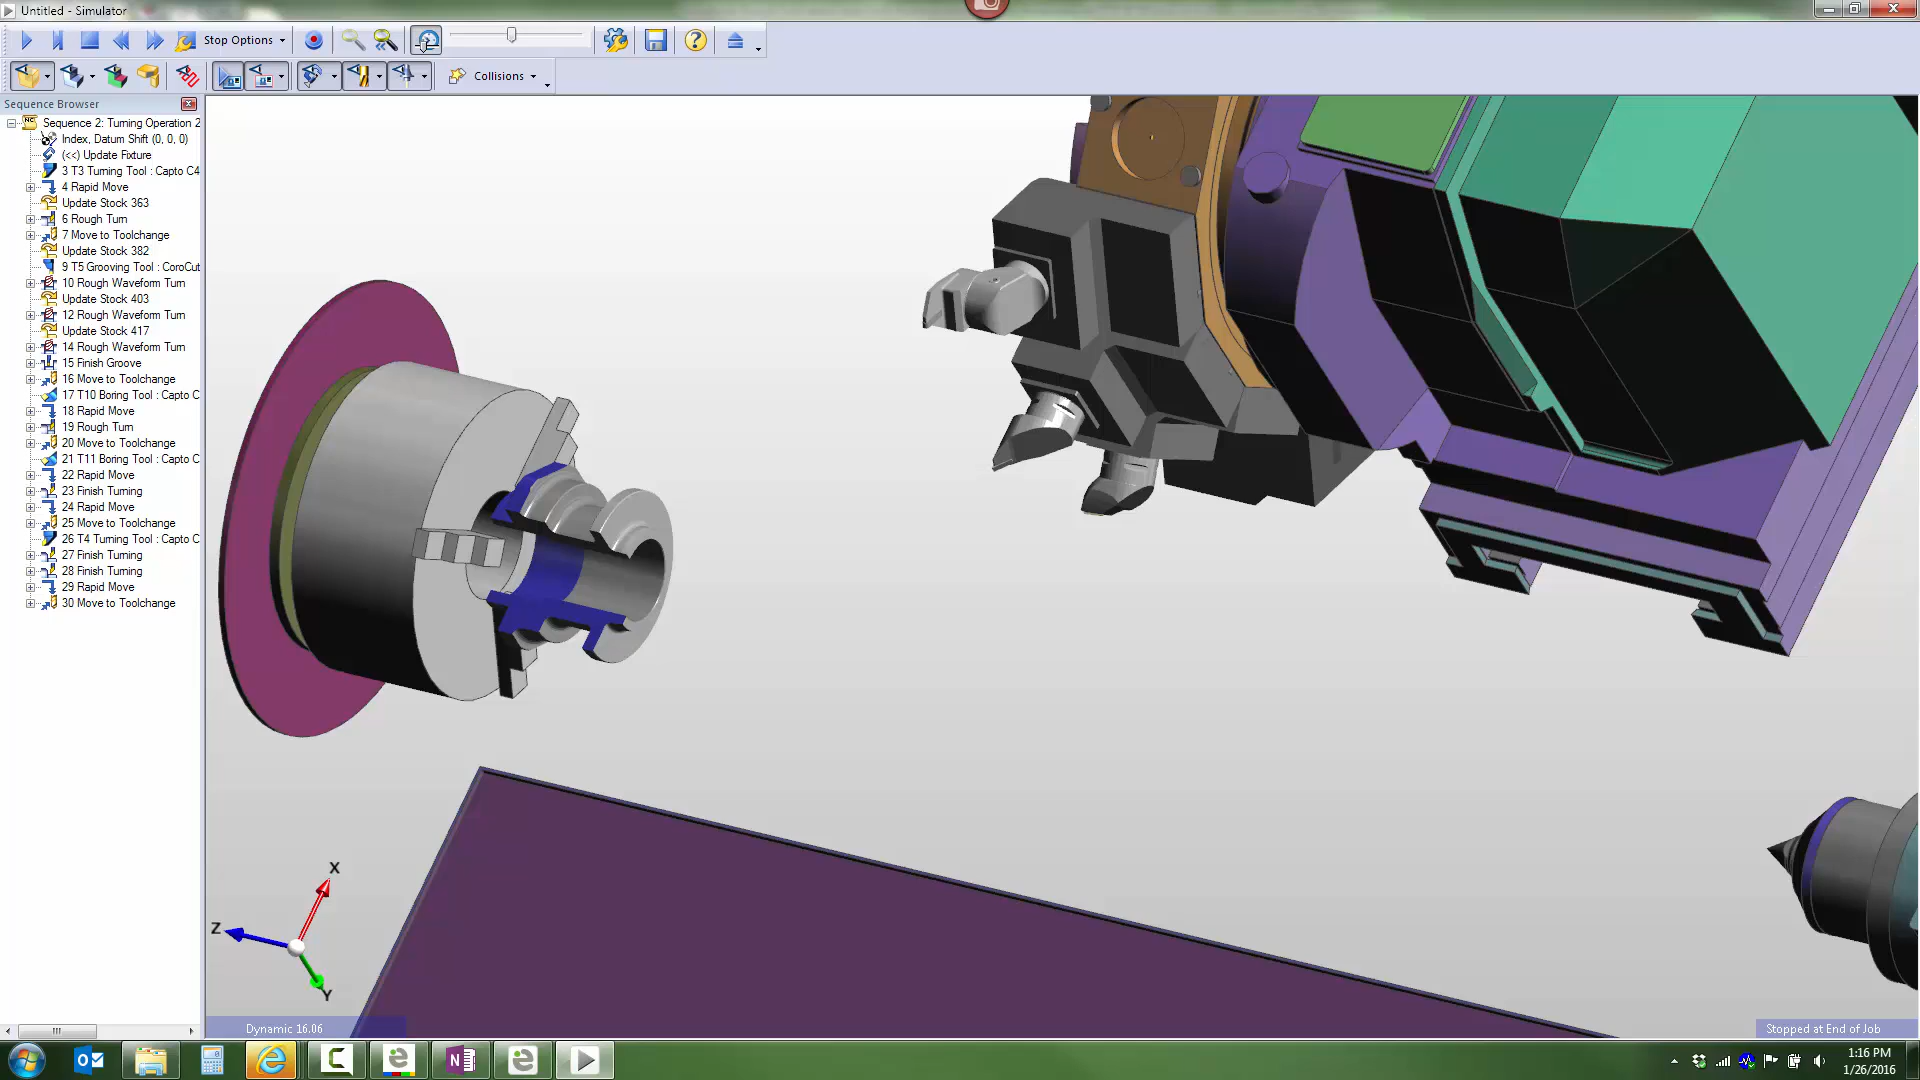 Untitled - Simulator
Stop Options
Collisions
Sequence Browser
Sequence 2: Turning Operation 2
Index, Datum Shift (0, 0, 0)
(<<) Update Fixture
3 T3 Turning Tool : Capto C4
4 Rapid Move
Update Stock 363
6 Rough Turn
7 Move to Toolchange
Update Stock 382
9 T5 Grooving Tool : CoroCut
10 Rough Waveform Turn
Update Stock 403
12 Rough Waveform Turn
Update Stock 417
14 Rough Waveform Turn
15 Finish Groove
16 Move to Toolchange
17 T10 Boring Tool : Capto C
18 Rapid Move
19 Rough Turn
20 Move to Toolchange
21 T11 Boring Tool : Capto C
22 Rapid Move
23 Finish Turning
24 Rapid Move
25 Move to Toolchange
26 T4 Turning Tool : Capto C
27 Finish Turning
28 Finish Turning
29 Rapid Move
30 Move to Toolchange
X
Z
Y
Dynamic 16.06
Stopped at End of Job
1:16 PM
1/26/2016